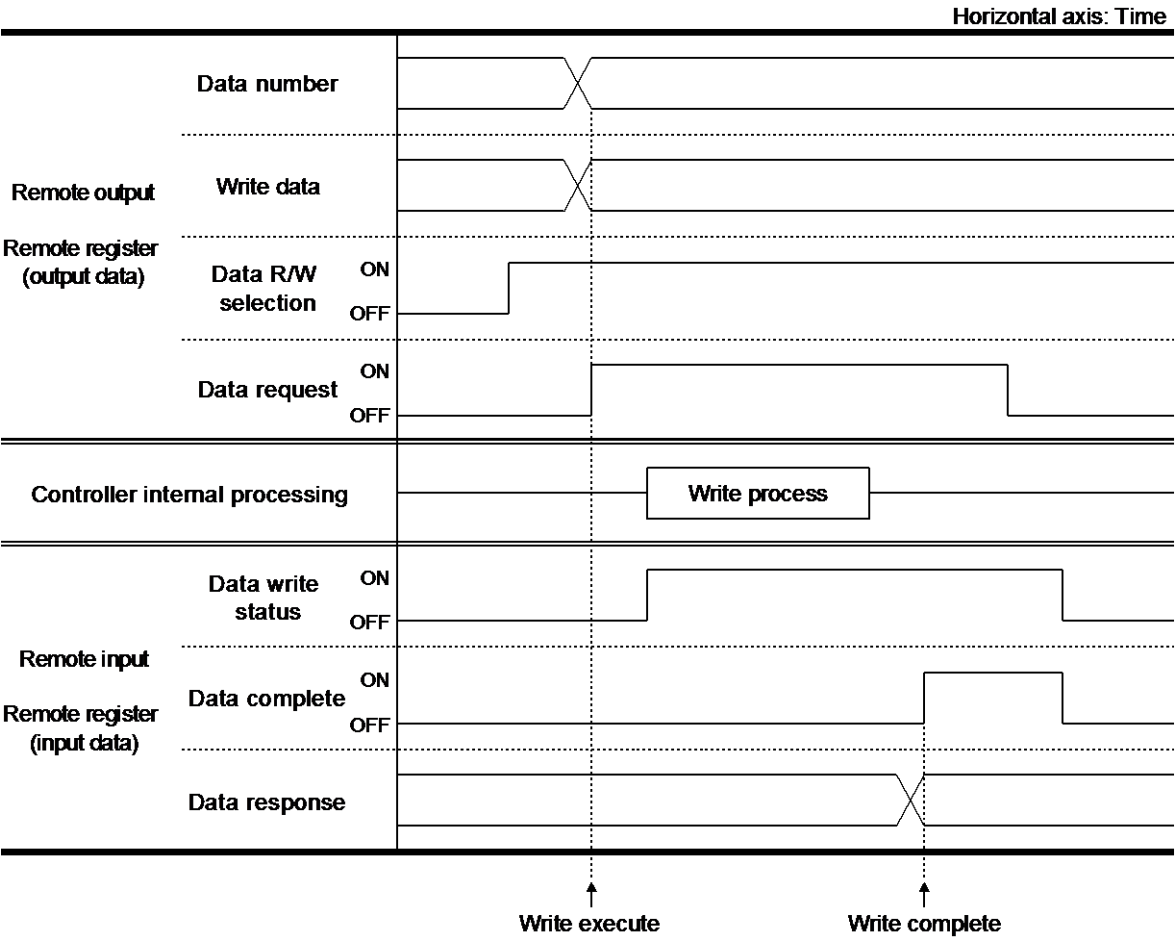 Horizontal axis: Time
Data number
Write data
Remote output
Remote register
(output data)
Data R/W
selection
ON
OFF
Data request
ON
OFF
Controller internal processing
Write process
Data write
status
ON
OFF
Remote input
Remote register
(input data)
Data complete
ON
OFF
Data response
Write execute
Write complete